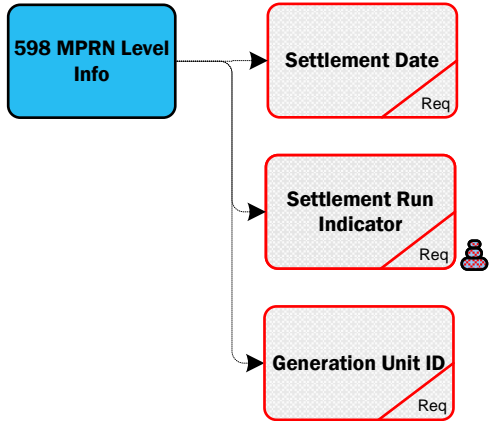 598 MPRN Level
Info
Settlement Date
Req
Settlement Run
Indicator
Req
Generation Unit ID
Req